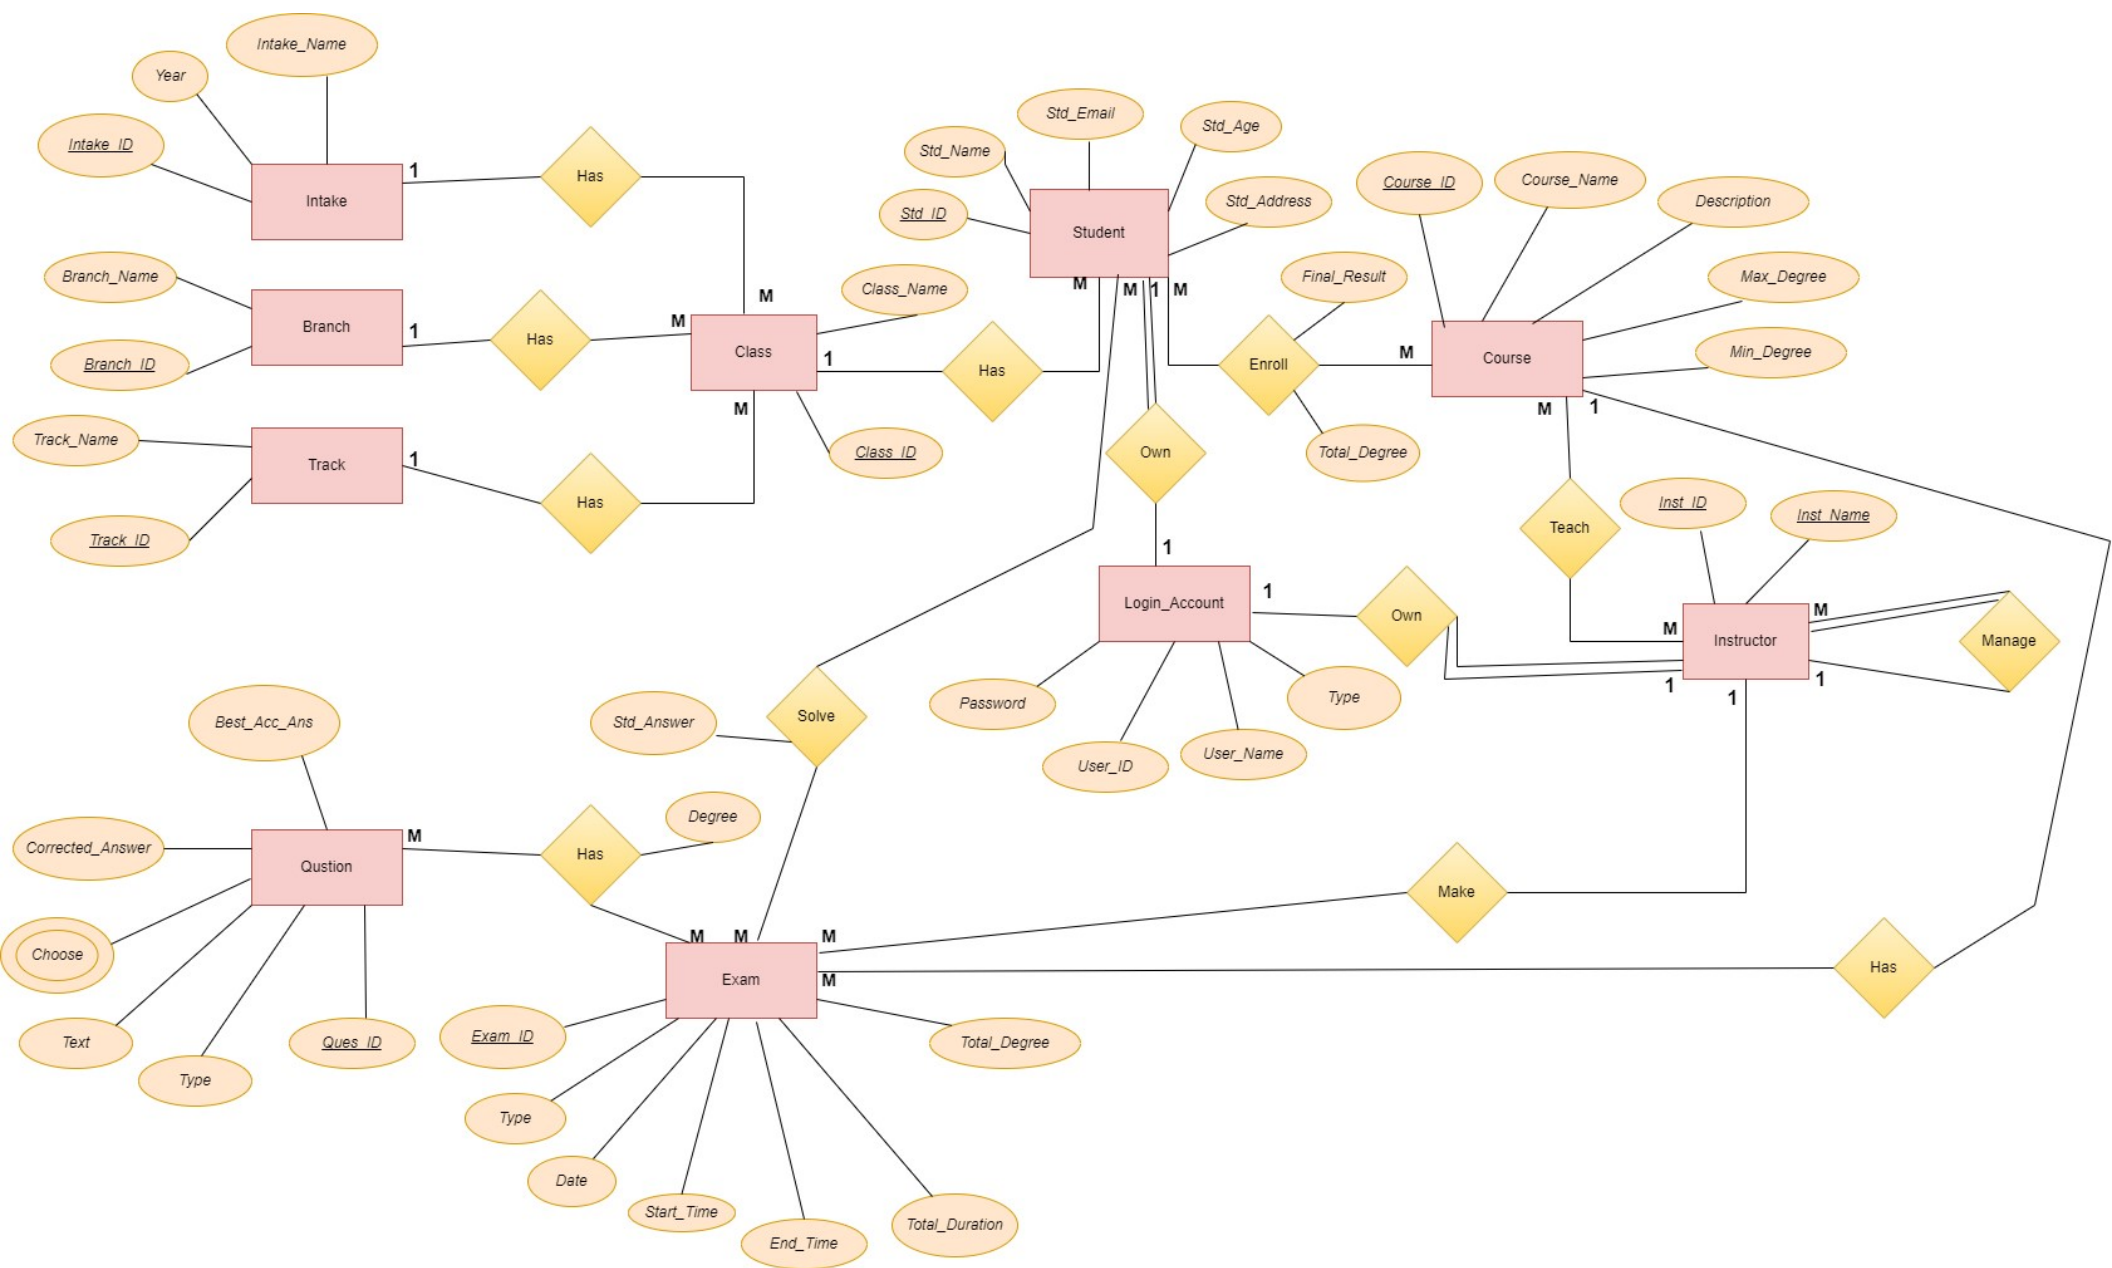 Intake_Name
Year
Intake_ID
Intake
1
Has
M
Branch_Name
Branch_ID
Branch
1
Has
M
Track_Name
Track_ID
Track
1
Has
M
Class
Class_Name
Class_ID
1
Has
M
Std_Email
Std_Name
Std_Age
Std_ID
Std_Address
Student
M
1
M
Final_Result
Enroll
Total_Degree
M
Course_ID
Course_Name
Description
Max_Degree
Min_Degree
Course
M
1
Own
1
Teach
Inst_ID
Inst_Name
Login_Account
1
Own
M
Instructor
M
Manage
1
1
1
Password
User_ID
User_Name
Type
Std_Answer
Solve
Best_Acc_Ans
Corrected_Answer
Qustion
M
Has
Degree
Choose
Text
Type
Ques_ID
Make
Has
M
M
M
M
Exam
Exam_ID
Total_Degree
Type
Date
Start_Time
End_Time
Total_Duration